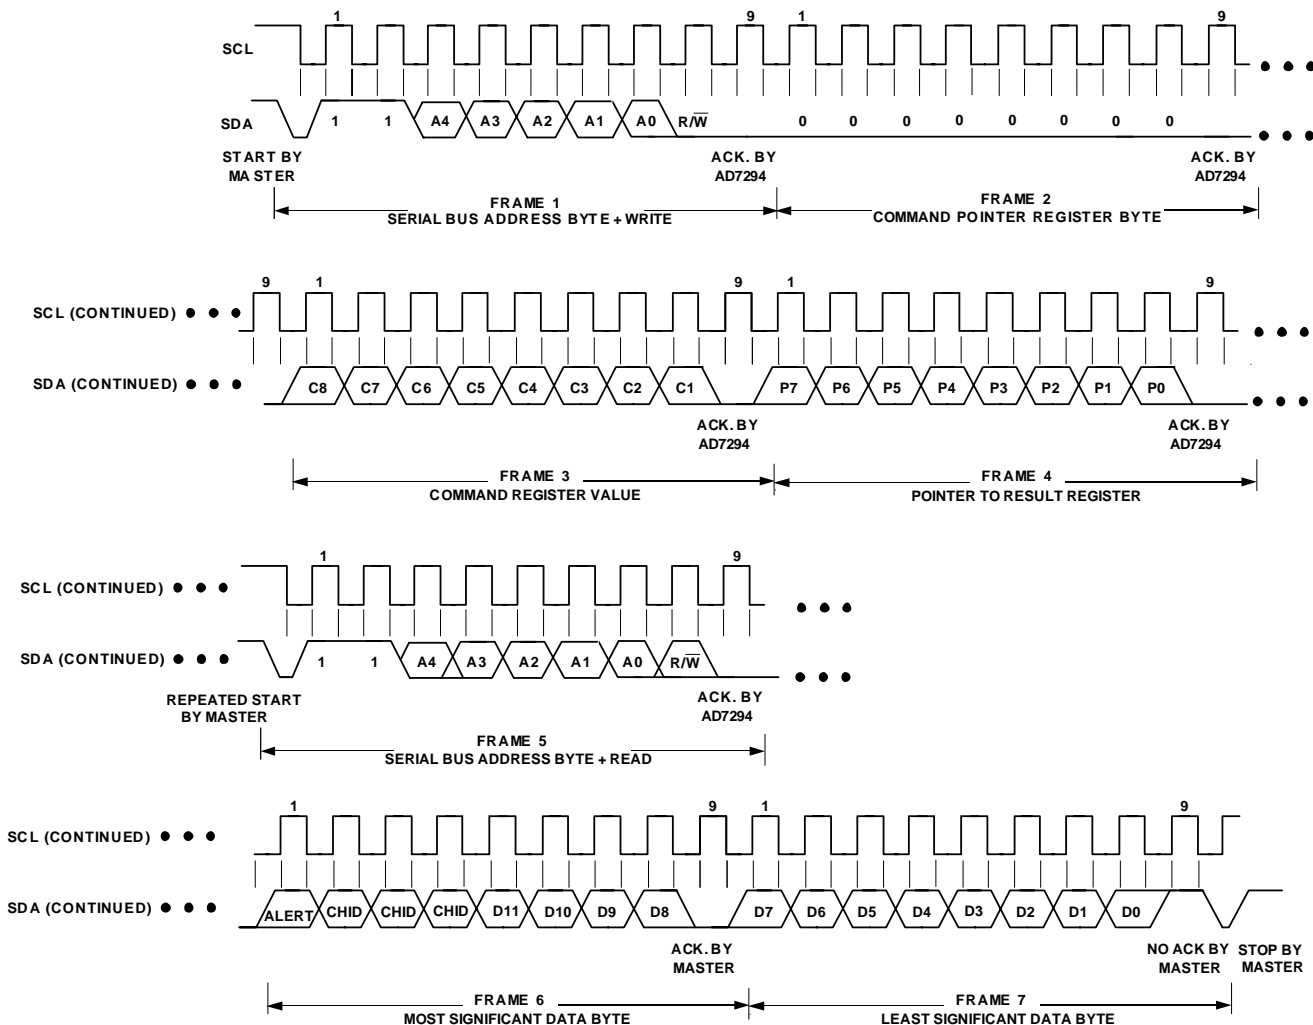 1 9 1 9
SCL
SDA 1 1 A4 A3 A2 A1 A0 R/W 0 0 0 0 0 0 0 0
START BY MASTER
ACK. BY AD7294
ACK. BY AD7294
FRAME 1
SERIAL BUS ADDRESS BYTE + WRITE
FRAME 2
COMMAND POINTER REGISTER BYTE
9 1 9 1 9
SCL (CONTINUED)
SDA (CONTINUED) C8 C7 C6 C5 C4 C3 C2 C1 P7 P6 P5 P4 P3 P2 P1 P0
ACK. BY AD7294
ACK. BY AD7294
FRAME 3
COMMAND REGISTER VALUE
FRAME 4
POINTER TO RESULT REGISTER
1 9
SCL (CONTINUED)
SDA (CONTINUED) 1 1 A4 A3 A2 A1 A0 R/W
REPEATED START BY MASTER
ACK. BY AD7294
FRAME 5
SERIAL BUS ADDRESS BYTE + READ
1 9 1 9
SCL (CONTINUED)
SDA (CONTINUED) ALERT CHID CHID CHID D11 D10 D9 D8 D7 D6 D5 D4 D3 D2 D1 D0
ACK. BY MASTER
NO ACK BY MASTER
STOP BY MASTER
FRAME 6
MOST SIGNIFICANT DATA BYTE
FRAME 7
LEAST SIGNIFICANT DATA BYTE